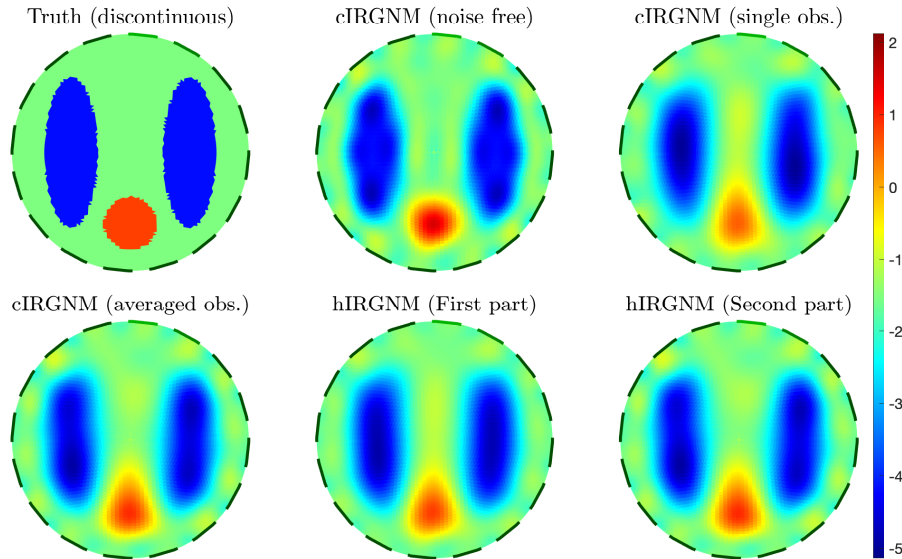 Truth (discontinuous)
cIRGNM (noise free)
cIRGNM (single obs.)
2
1
0
-1
-2
-3
-4
-5
cIRGNM (averaged obs.)
hIRGNM (First part)
hIRGNM (Second part)